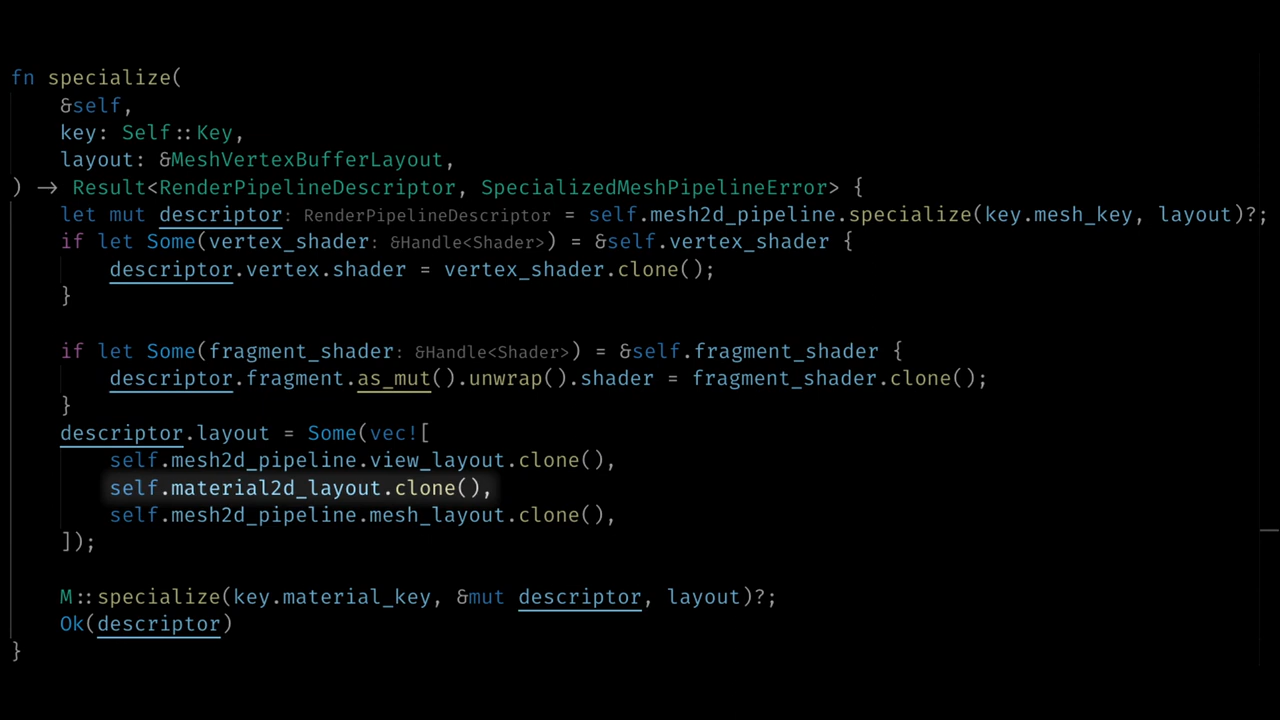 fn specialize(
    &self,
    key: Self::Key,
    layout: &MeshVertexBufferLayout,
) -> Result<RenderPipelineDescriptor, SpecializedMeshPipelineError> {
    let mut descriptor: RenderPipelineDescriptor = self.mesh2d_pipeline.specialize(key.mesh_key, layout)?;
    if let Some(vertex_shader: &Handle<Shader>) = &self.vertex_shader {
        descriptor.vertex.shader = vertex_shader.clone();
    }
    if let Some(fragment_shader: &Handle<Shader>) = &self.fragment_shader {
        descriptor.fragment.as_mut().unwrap().shader = fragment_shader.clone();
    }
    descriptor.layout = Some(vec![
        self.mesh2d_pipeline.view_layout.clone(),
        self.material2d_layout.clone(),
        self.mesh2d_pipeline.mesh_layout.clone(),
    ]);
    M::specialize(key.material_key, &mut descriptor, layout)?;
    Ok(descriptor)
}